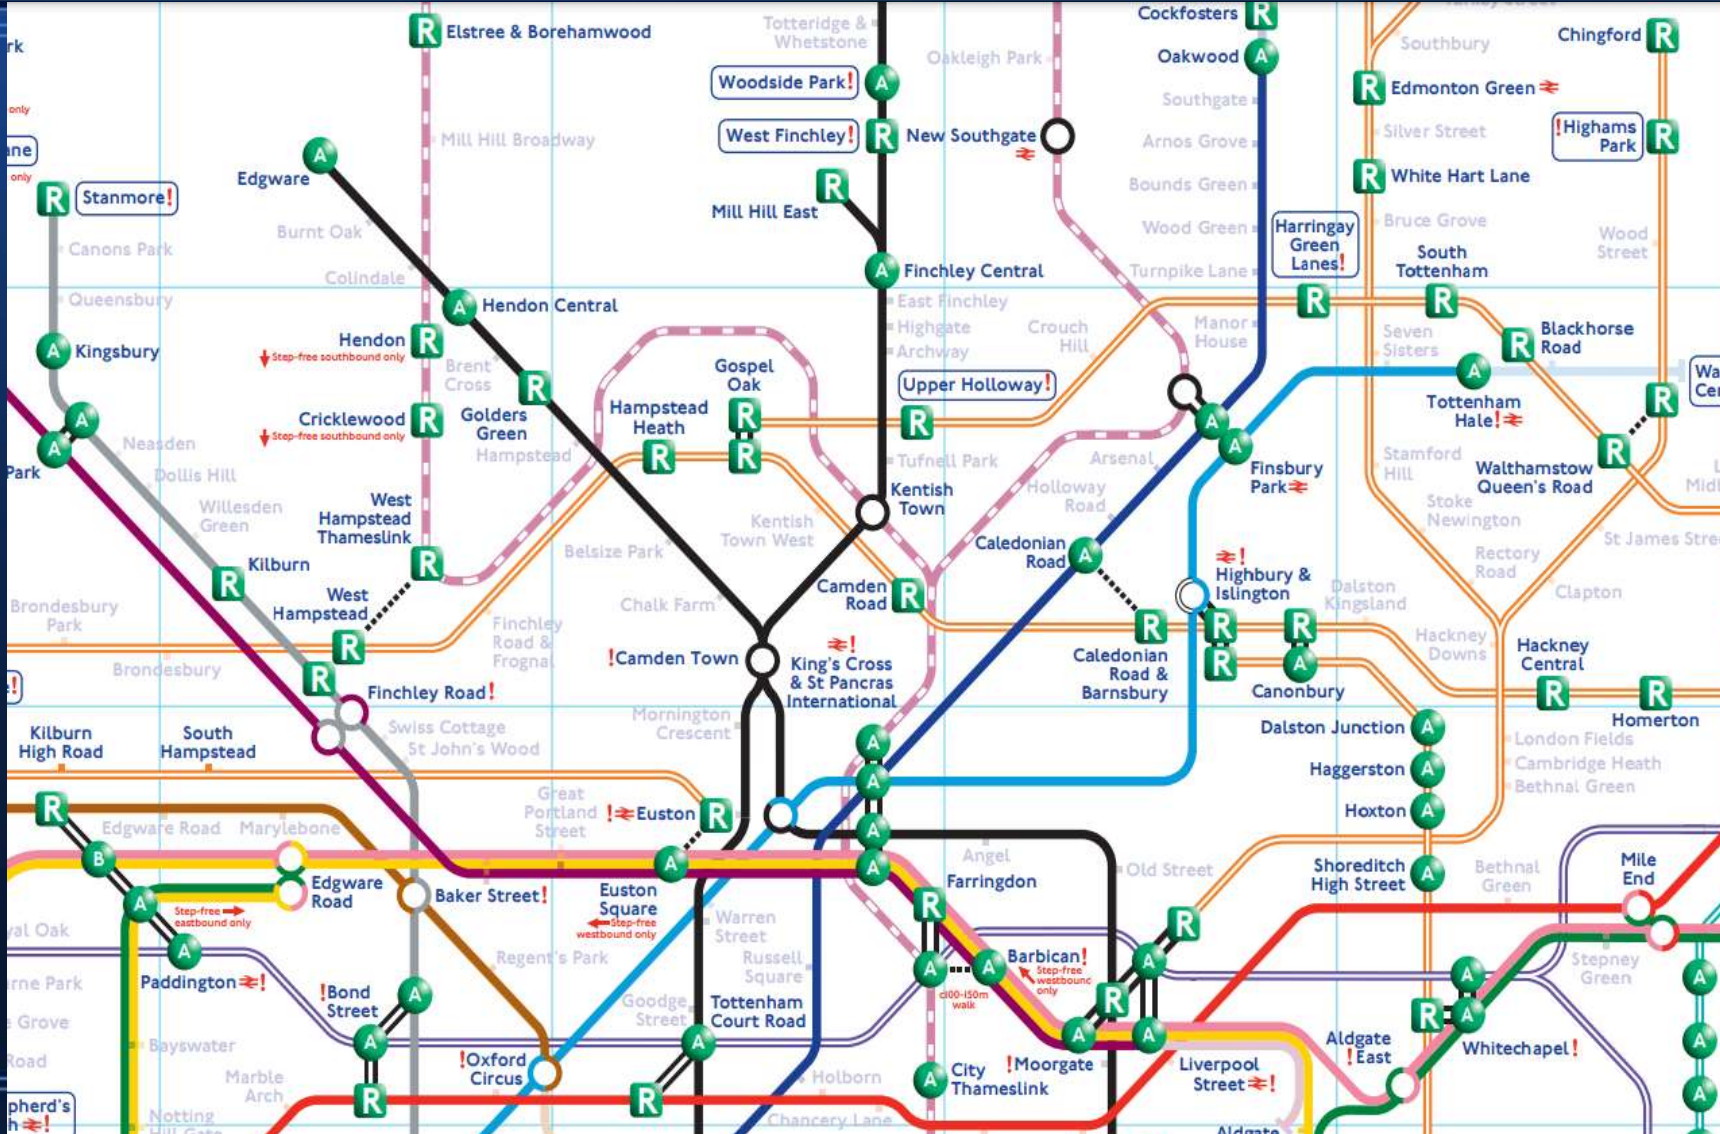 rk
only
ane
only
Stanmore!
Canons Park
Queensbury
Kingsbury
Park
Neasden
Dollis Hill
Willesden
Green
Kilburn
Brondesbury
Park
Brondesbury
e!
Kilburn
High Road
South
Hampstead
Elstree & Borehamwood
Mill Hill Broadway
Edgware
Burnt Oak
Colindale
Hendon Central
Hendon
Step-free southbound only
Brent
Cross
Cricklewood
Step-free southbound only
Golders
Green
Hampstead
West
Hampstead
Thameslink
West
Hampstead
Finchley Road!
Finchley
Road &
Frognal
Swiss Cottage
St John's Wood
Totteridge &
Whetstone
Woodside Park!
West Finchley!
Mill Hill East
Finchley Central
East Finchley
Highgate
Archway
Gospel
Oak
Hampstead
Heath
Upper Holloway!
Tufnell Park
Kentish
Town
Kentish
Town West
Belsize Park
Chalk Farm
Camden
Road
!Camden Town
King's Cross
& St Pancras
International
!
Mornington
Crescent
Oakleigh Park
New Southgate
Crouch
Hill
Cockfosters
Oakwood
Southgate
Arnos Grove
Bounds Green
Wood Green
Turnpike Lane
Manor
House
Harringay
Green
Lanes!
Arsenal
Holloway
Road
Finsbury
Park
Caledonian
Road
!
Highbury &
Islington
Caledonian
Road &
Barnsbury
Canonbury
Dalston
Kingsland
Southbury
Edmonton Green
Silver Street
White Hart Lane
Bruce Grove
South
Tottenham
Seven
Sisters
Tottenham
Hale!
Blackhorse
Road
Stamford
Hill
Stoke
Newington
Rectory
Road
Walthamstow
Queen's Road
Chingford
!Highams
Park
Wood
Street
Wa
Cer
Midl
St James Stre
Clapton
Hackney
Downs
Hackney
Central
Homerton
London Fields
Cambridge Heath
Bethnal Green
Dalston Junction
Haggerston
Hoxton
Shoreditch
High Street
Bethnal
Green
Mile
End
Stepney
Green
Edgware Road
Marylebone
Edgware
Road
Step-free
eastbound only
Paddington!
yal Oak
rne Park
e Grove
Road
pherd's
h!
Bayswater
Notting
Hill Gate
Marble
Arch
!Bond
Street
Baker Street!
Regent's Park
Great
Portland
Street
!Euston
Euston
Square
Step-free
westbound only
Warren
Street
Russell
Square
Goodge
Street
Tottenham
Court Road
!Oxford
Circus
Holborn
Chancery Lane
Angel
Farringdon
Old Street
Barbican!
Step-free
westbound
only
c100-150m
walk
City
Thameslink
!Moorgate
Liverpool
Street!
Aldgate
Aldgate
!East
Whitechapel!